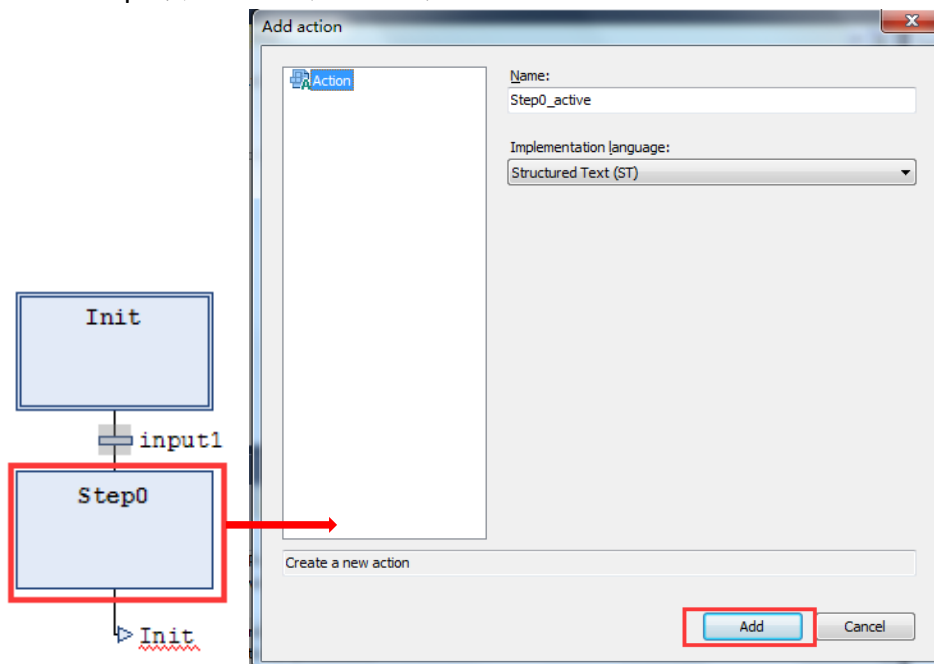 Add action
Action
Name:
Step0_active
Implementation language:
Structured Text (ST)
Init
input1
Step0
Init
Create a new action
Add
Cancel